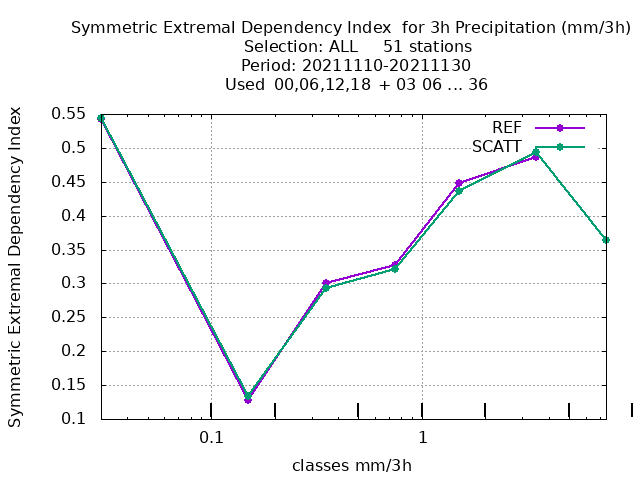 Symmetric Extremal Dependency Index  for 3h Precipitation (mm/3h)
Selection: ALL     51 stations
Period: 20211110-20211130
Used  00,06,12,18  + 03 06 ... 36
Symmetric Extremal Dependency Index
0.55
0.5
0.45
0.4
0.35
0.3
0.25
0.2
0.15
0.1
REF
SCATT
0.1
1
classes mm/3h